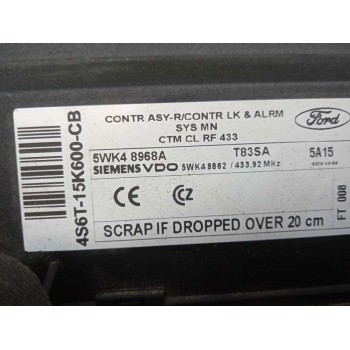 CONTR ASY-R/CONTR LK & ALRM
SYS MN
CTM CL RF 433
Ford
4S6T-15K600-CB
5WK4 8968A
T83SA
5A15
SIEMENS VDO
5WK4 8862 / 433.92 MHz
date code
CE
CZ
FT 008
SCRAP IF DROPPED OVER 20 cm